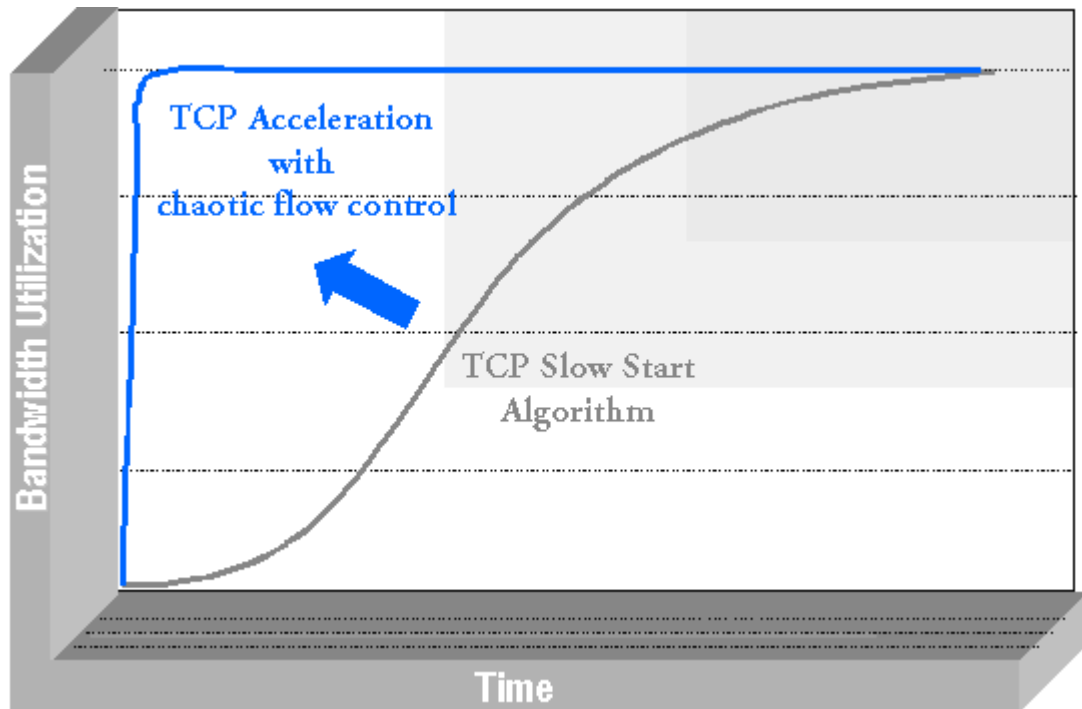 TCP Acceleration
with
chaotic flow control
TCP Slow Start
Algorithm
Bandwidth Utilization
Time